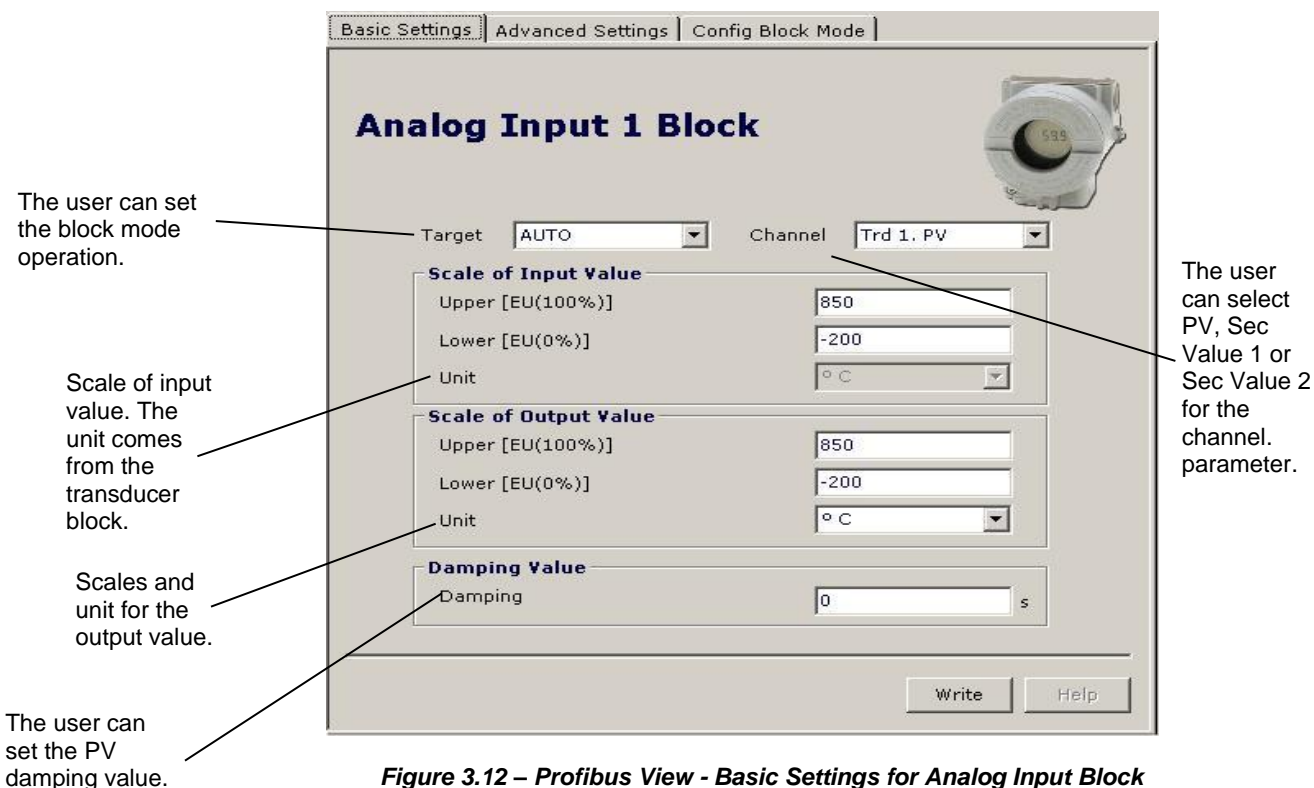 Basic Settings Advanced Settings Config Block Mode
Analog Input 1 Block
599
The user can set
the block mode
operation.
Target AUTO Channel Trd 1. PV
The user
can select
PV, Sec
Value 1 or
Sec Value 2
for the
channel.
parameter.
Scale of Input Value
Upper [EU(100%)] 850
Lower [EU(0%)] -200
Unit º C
Scale of input
value. The
unit comes
from the
transducer
block.
Scale of Output Value
Upper [EU(100%)] 850
Lower [EU(0%)] -200
Unit º C
Scales and
unit for the
output value.
Damping Value
Damping 0 s
The user can
set the PV
damping value.
Write Help
Figure 3.12 – Profibus View - Basic Settings for Analog Input Block